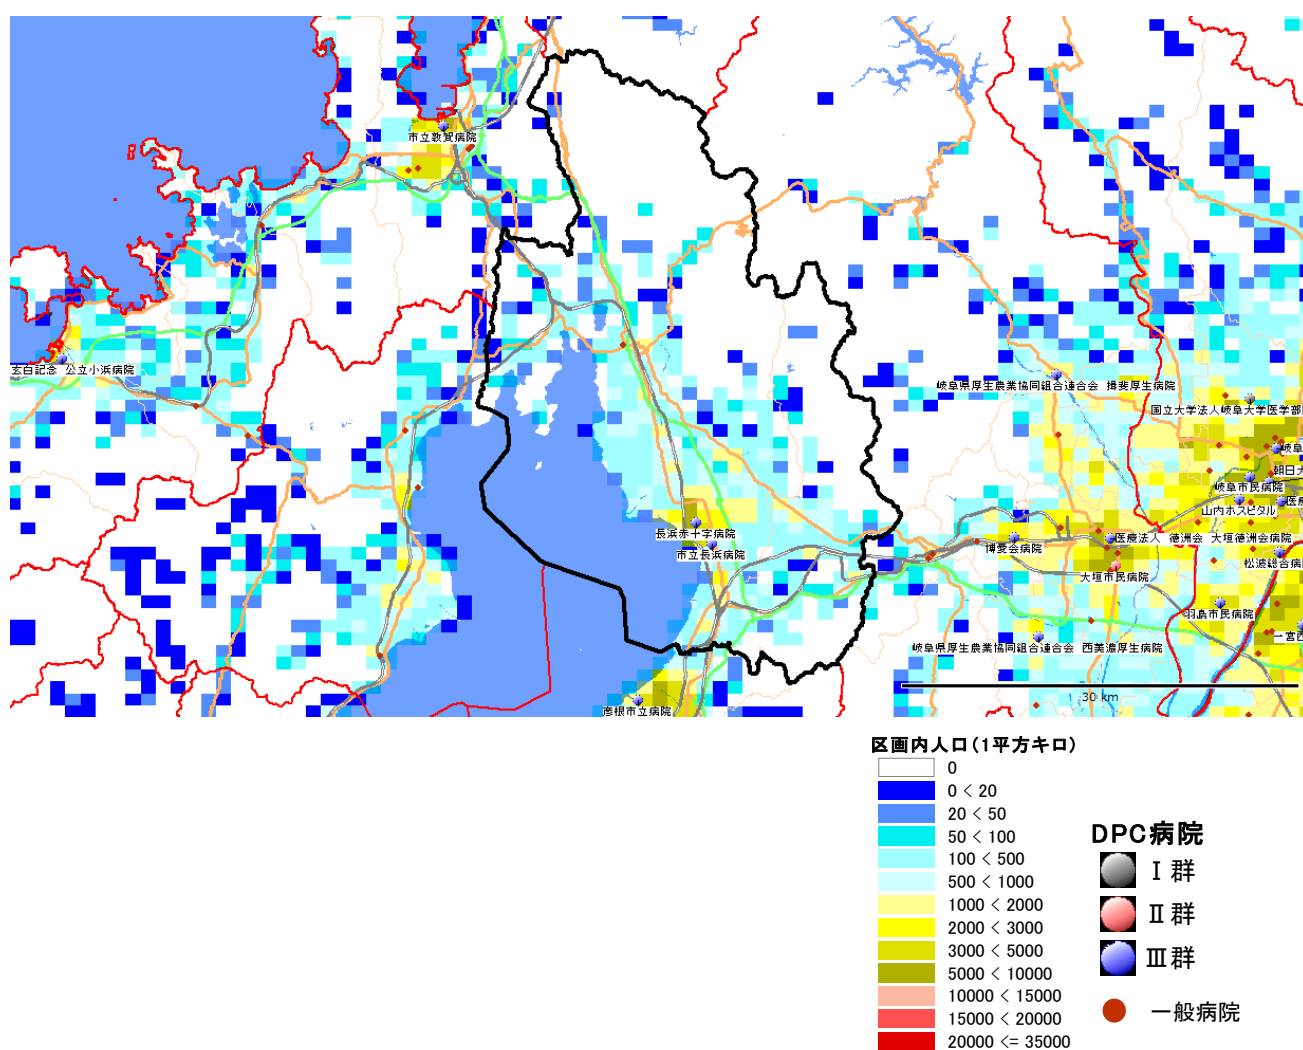 市立敦賀病院
玄白記念 公立小浜病院
岐阜県厚生農業協同組合連合会 揖斐厚生病院
国立大学法人岐阜大学医学部
岐阜
朝日大
岐阜市民病院
医療
山内ホスピタル
長浜赤十字病院
市立長浜病院
博愛会病院
医療法人 徳洲会 大垣徳洲会病院
松波総合病院
大垣市民病院
羽島市民病院
一宮西
岐阜県厚生農業協同組合連合会 西美濃厚生病院
彦根市立病院
30 km
区画内人口(1平方キロ)
0
0 < 20
20 < 50
50 < 100
100 < 500
500 < 1000
1000 < 2000
2000 < 3000
3000 < 5000
5000 < 10000
10000 < 15000
15000 < 20000
20000 <= 35000
DPC病院
Ⅰ群
Ⅱ群
Ⅲ群
一般病院